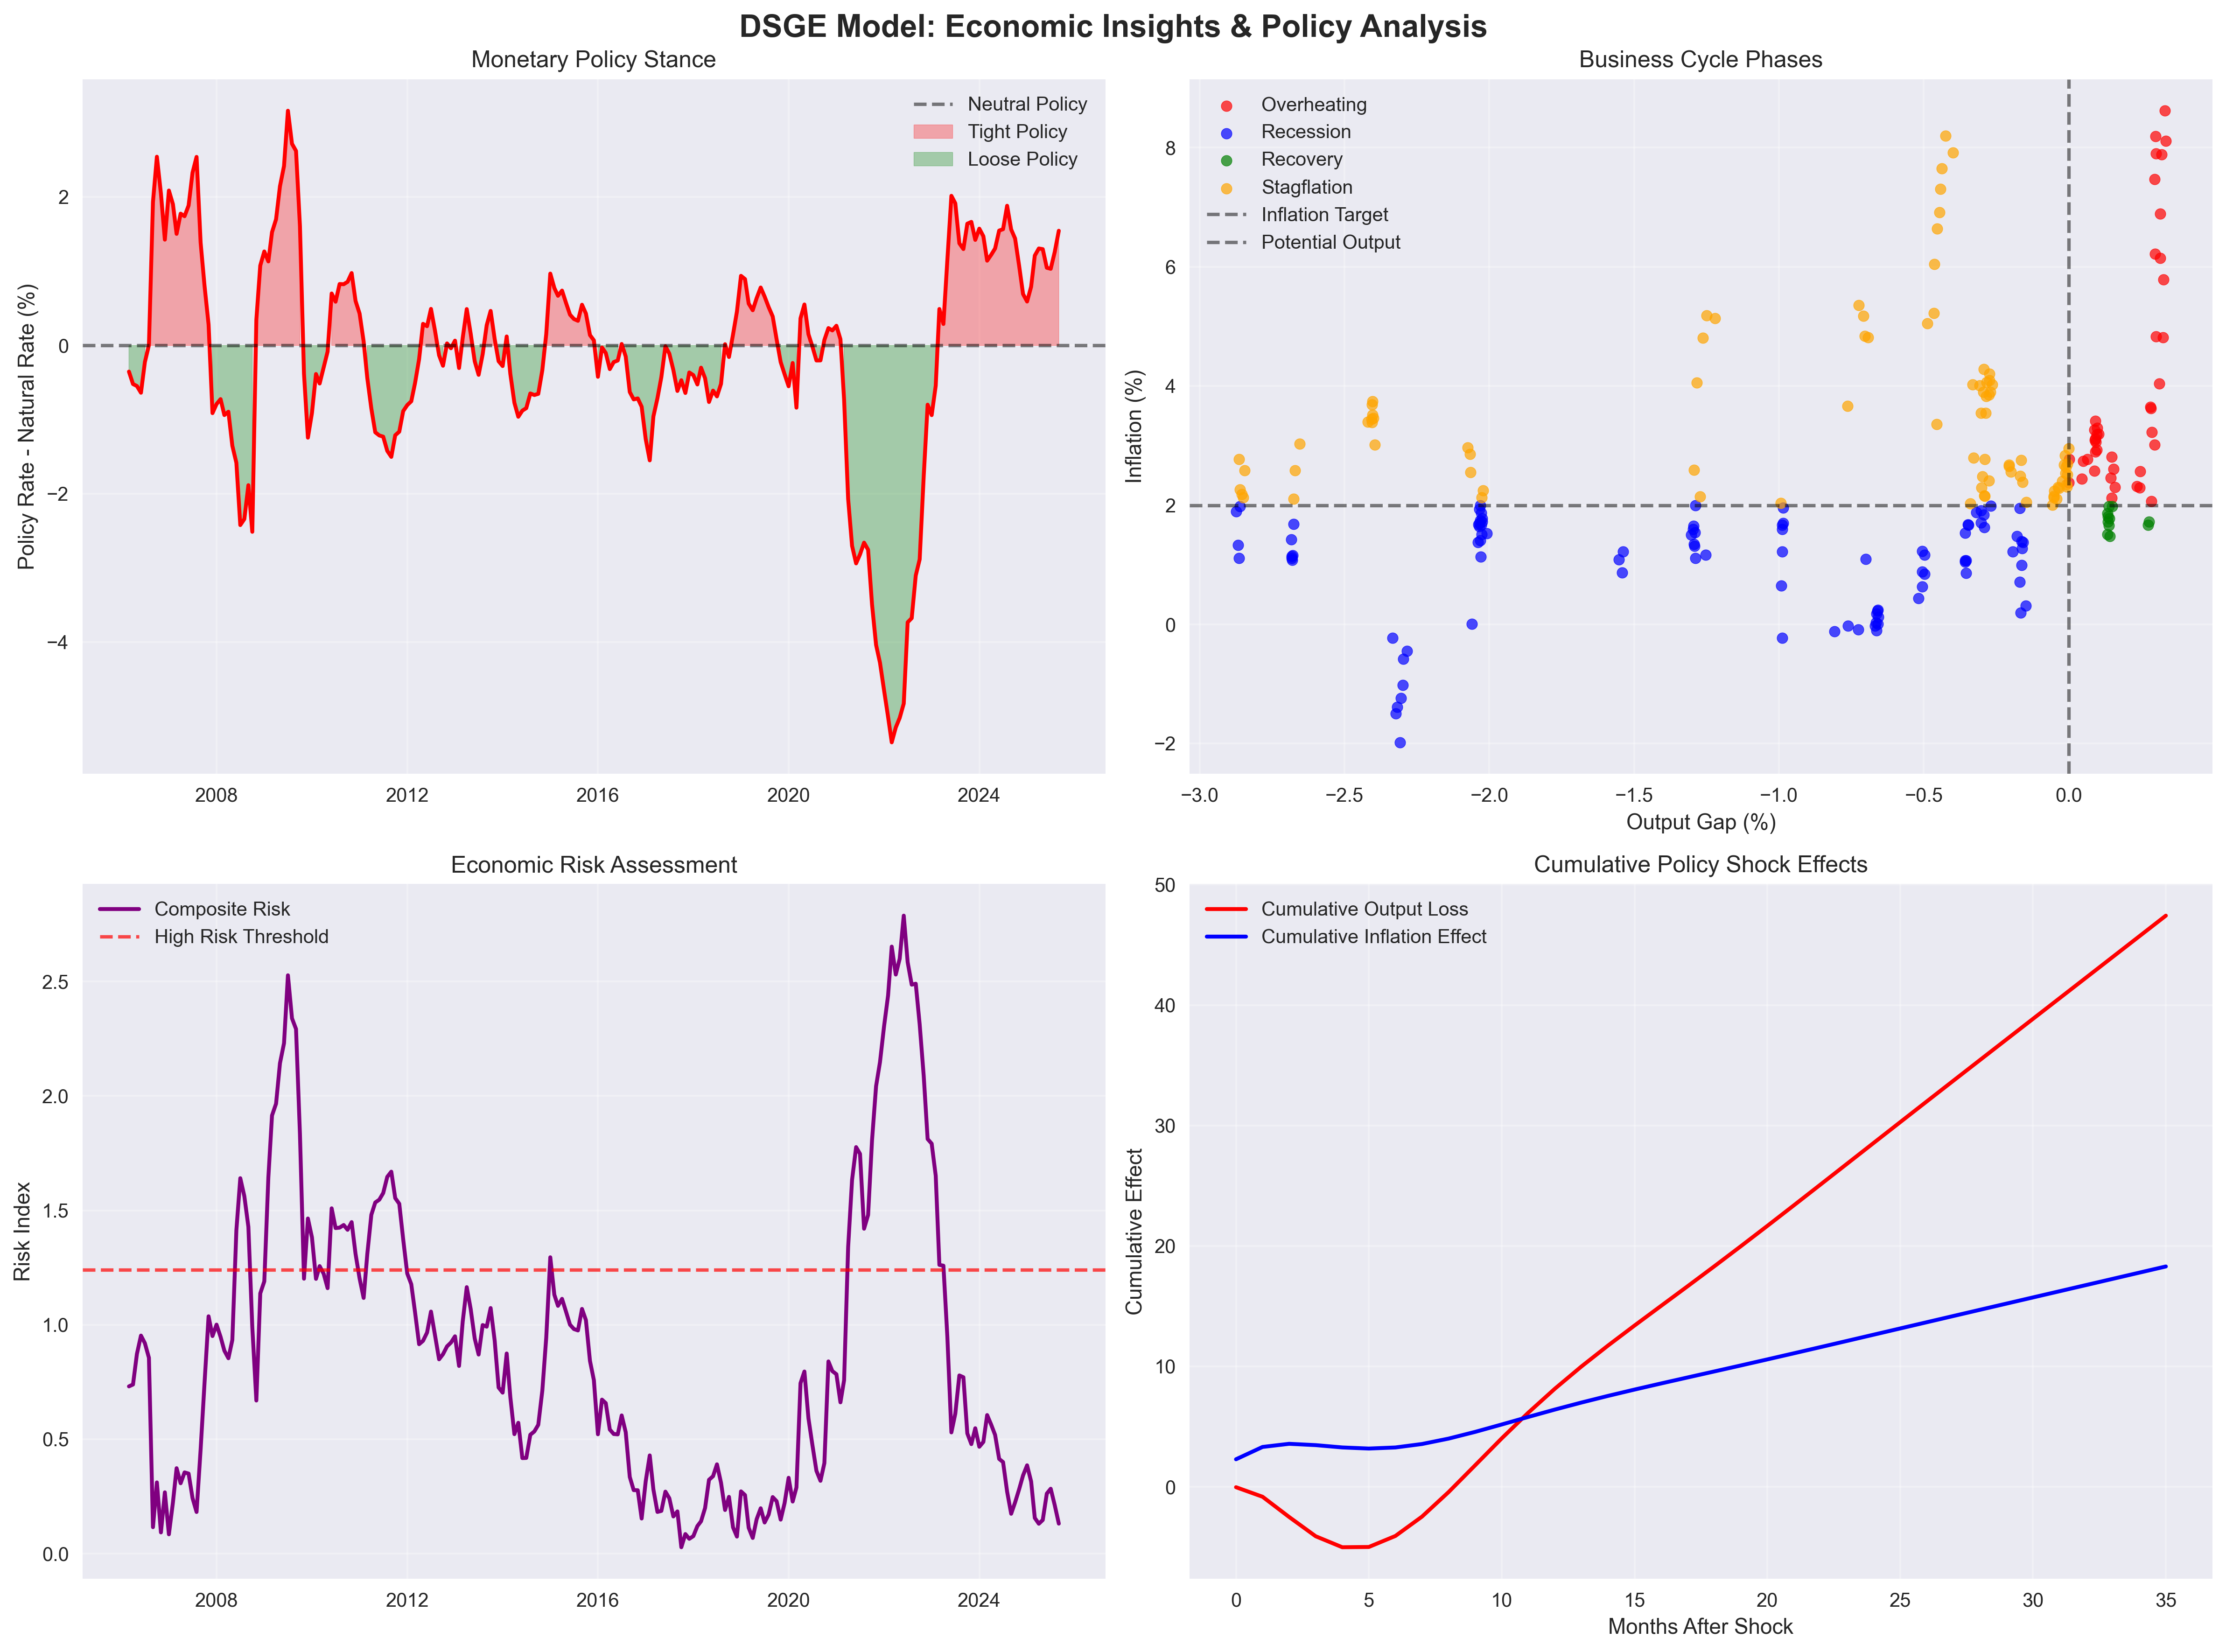 DSGE Model: Economic Insights & Policy Analysis
Monetary Policy Stance
Neutral Policy
Tight Policy
Loose Policy
Policy Rate - Natural Rate (%)
2
0
−2
−4
2008
2012
2016
2020
2024
Business Cycle Phases
Overheating
Recession
Recovery
Stagflation
Inflation Target
Potential Output
Inflation (%)
8
6
4
2
0
−2
−3.0
−2.5
−2.0
−1.5
−1.0
−0.5
0.0
Output Gap (%)
Economic Risk Assessment
Composite Risk
High Risk Threshold
Risk Index
2.5
2.0
1.5
1.0
0.5
0.0
2008
2012
2016
2020
2024
Cumulative Policy Shock Effects
Cumulative Output Loss
Cumulative Inflation Effect
Cumulative Effect
50
40
30
20
10
0
0
5
10
15
20
25
30
35
Months After Shock